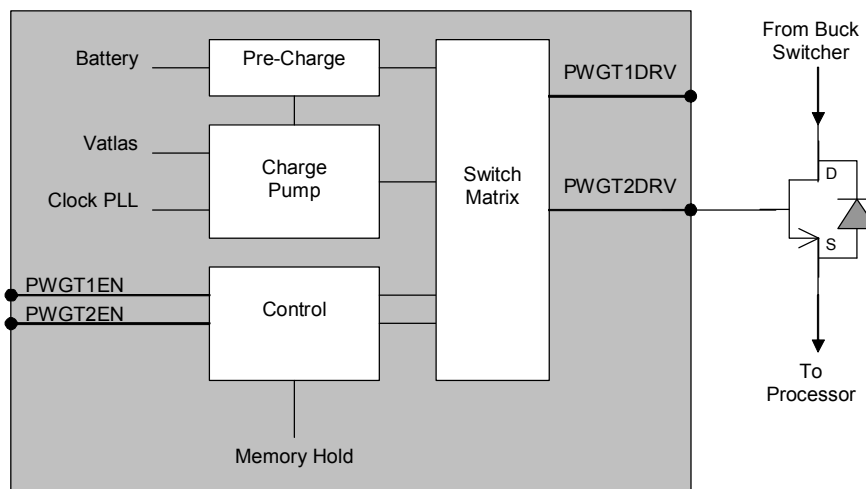 From Buck
Switcher
Battery
Pre-Charge
PWGT1DRV
Vatlas
Charge
Pump
Switch
Matrix
D
Clock PLL
PWGT2DRV
S
PWGT1EN
PWGT2EN
Control
To
Processor
Memory Hold